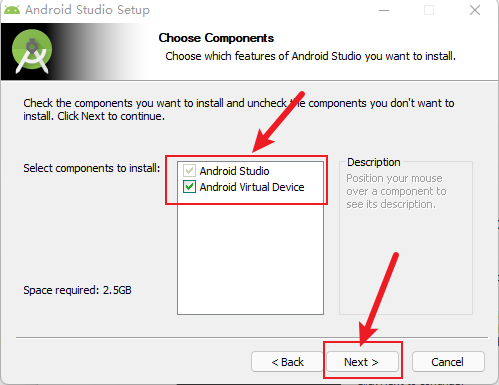 Android Studio Setup
Choose Components
Choose which features of Android Studio you want to install.
Check the components you want to install and uncheck the components you don't want to
install. Click Next to continue.
Select components to install:
Android Studio
Android Virtual Device
Description
Position your mouse
over a component to
see its description.
Space required: 2.5GB
< Back
Next >
Cancel